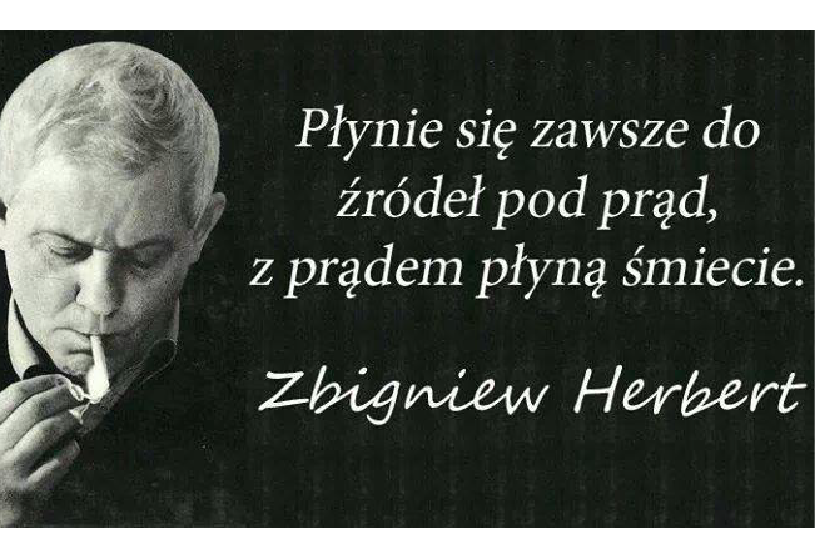 Płynie się zawsze do
źródeł pod prąd,
z prądem płyną śmiecie.
Zbigniew Herbert